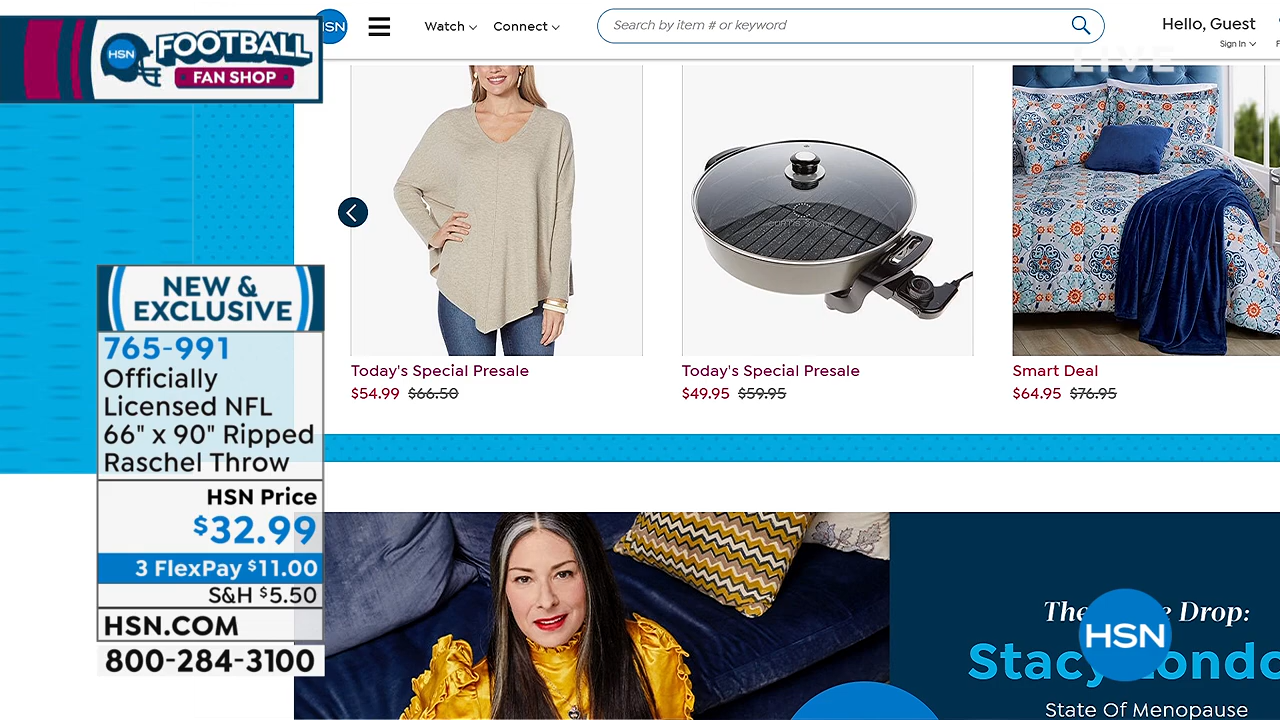 HSN
FOOTBALL
FAN SHOP
HSN
Watch
Connect
Search by item # or keyword
Hello, Guest
Sign In
LIVE
Today's Special Presale
$54.99 $66.50
Today's Special Presale
$49.95 $59.95
Smart Deal
$64.95 $76.95
NEW &
EXCLUSIVE
765-991
Officially
Licensed NFL
66" x 90" Ripped
Raschel Throw
HSN Price
$32.99
3 FlexPay $11.00
S&H $5.50
HSN.COM
800-284-3100
The Drop:
HSN
State Of Menopause